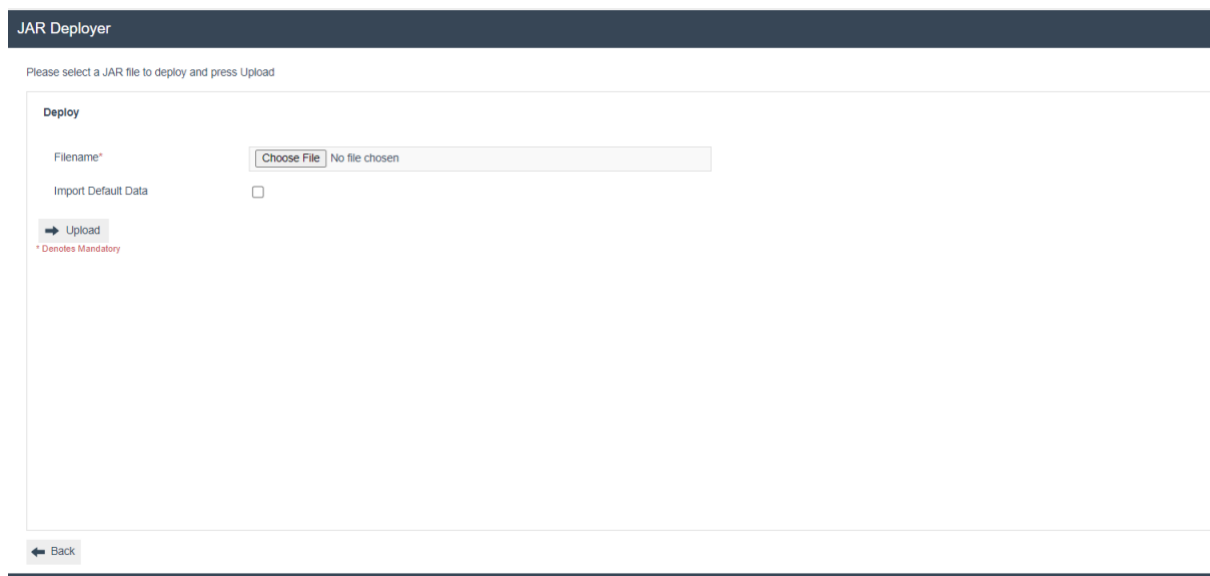 JAR Deployer
Please select a JAR file to deploy and press Upload
Deploy
Filename*
Choose File No file chosen
Import Default Data
Upload
* Denotes Mandatory
Back